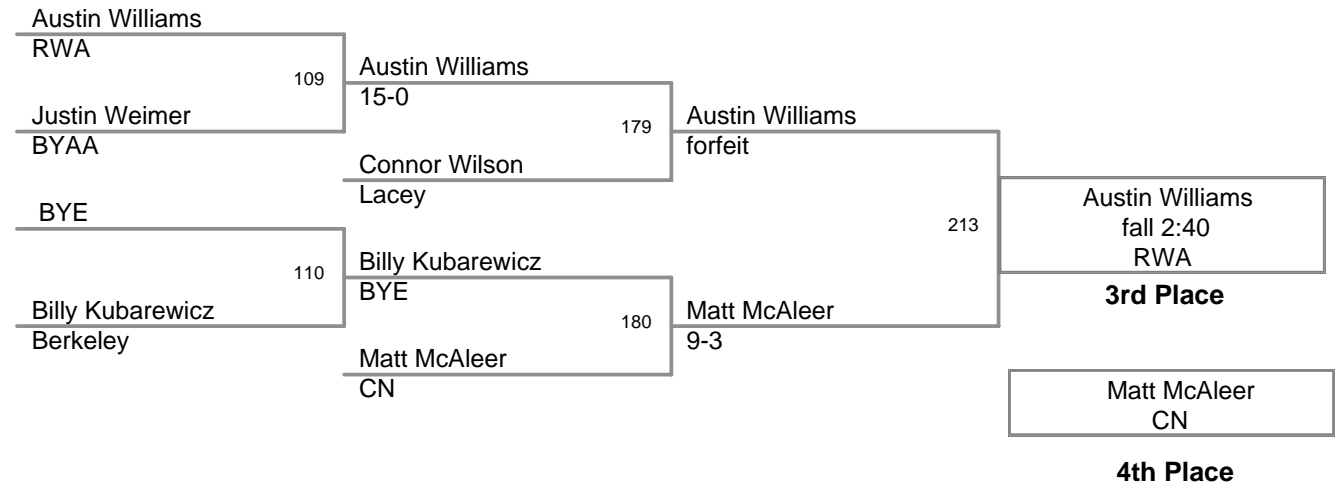 Austin Williams
RWA
109
Justin Weimer
BYAA
BYE
110
Billy Kubarewicz
Berkeley
Austin Williams
15-0
179
Connor Wilson
Lacey
Billy Kubarewicz
BYE
180
Matt McAleer
CN
Austin Williams
forfeit
213
Matt McAleer
9-3
Austin Williams
fall 2:40
RWA
3rd Place
Matt McAleer
CN
4th Place